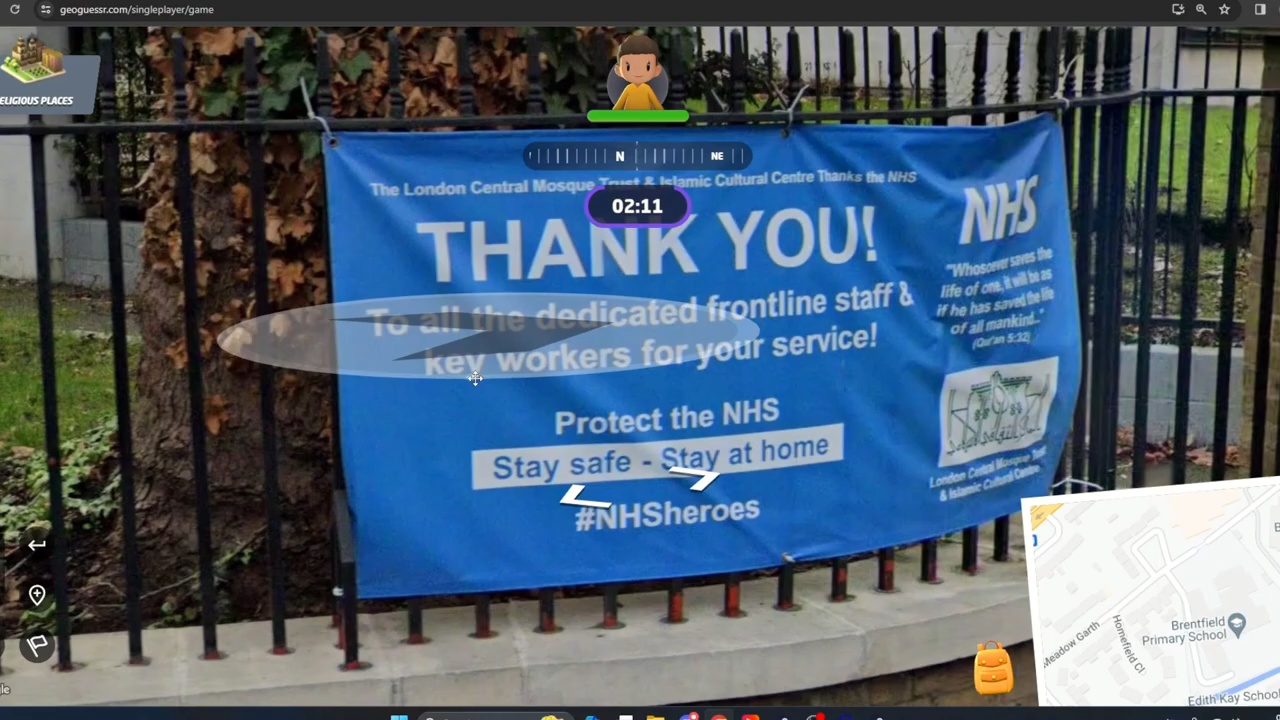 geoguessr.com/singleplayer/game
ELIGIOUS PLACES
N
NE
02:11
The London Central Mosque Trust & Islamic Cultural Centre Thanks the NHS
THANK YOU!
To all the dedicated frontline staff &
key workers for your service!
Protect the NHS
Stay safe - Stay at home
#NHSheroes
NHS
"Whosoever saves the
life of one, it will be as
if he has saved the life
of all mankind..."
(Qur'an 5:32)
London Central Mosque Trust
& Islamic Cultural Centre
Meadow Garth
Homefield Cl
Brentfield
Primary School
Edith Kay School
gle